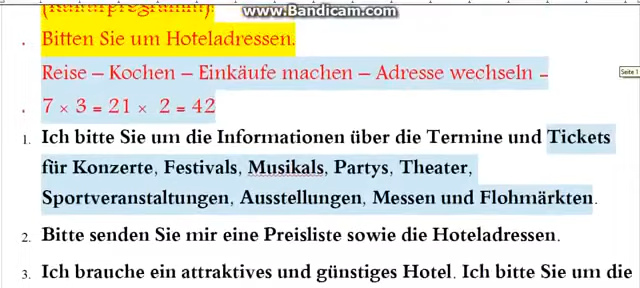 (Kulturprogramm).
www.Bandicam.com
Bitten Sie um Hoteladressen.
Reise – Kochen – Einkäufe machen – Adresse wechseln –
Seite 1
7 × 3 = 21 × 2 = 42
1. Ich bitte Sie um die Informationen über die Termine und Tickets
für Konzerte, Festivals, Musikals, Partys, Theater,
Sportveranstaltungen, Ausstellungen, Messen und Flohmärkten.
2. Bitte senden Sie mir eine Preisliste sowie die Hoteladressen.
3. Ich brauche ein attraktives und günstiges Hotel. Ich bitte Sie um die